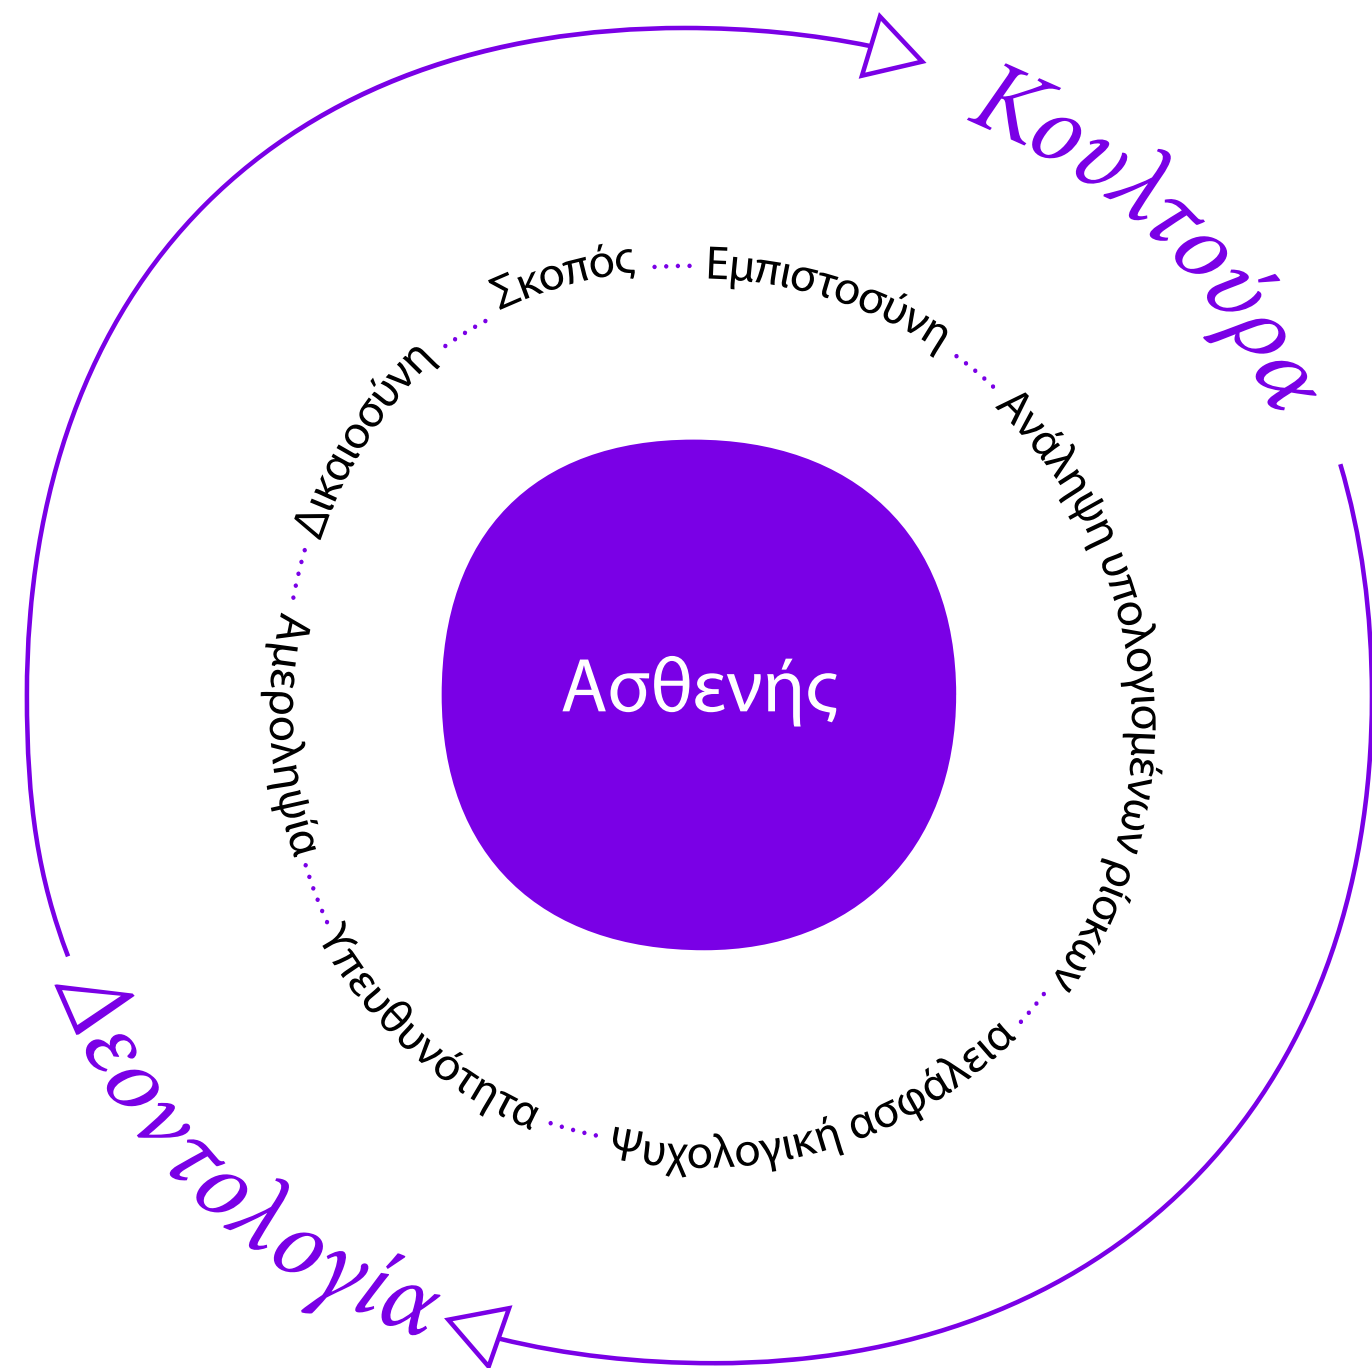 Κουλτούρα
Σκοπός
Εμπιστοσύνη
Ανάληψη υπολογισμένων ρίσκων
Ψυχολογική ασφάλεια
Υπευθυνότητα
Αμεροληψία
Δικαιοσύνη
Ασθενής
Δεοντολογία